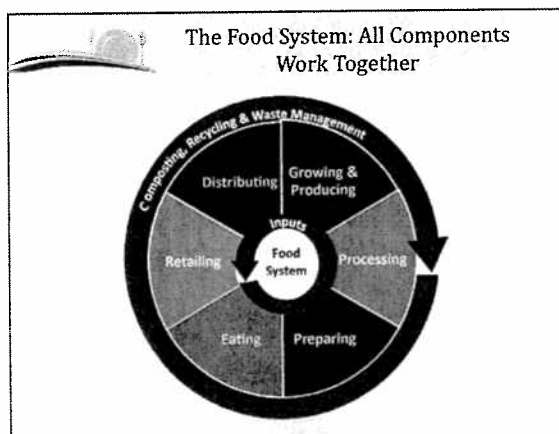 The Food System: All Components
Work Together
Composting, Recycling & Waste Management
Distributing
Growing &
Producing
Inputs
Retailing
Food
System
Processing
Eating
Preparing